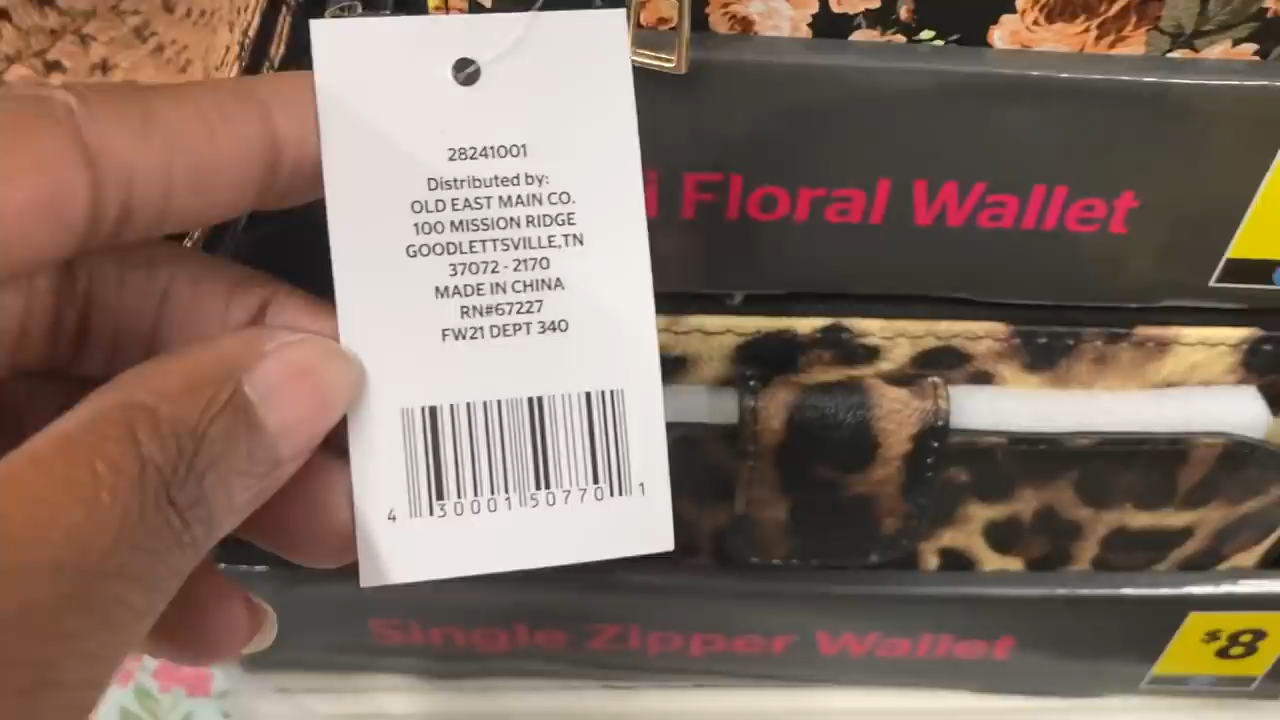 28241001
Distributed by:
OLD EAST MAIN CO.
100 MISSION RIDGE
GOODLETTSVILLE,TN
37072-2170
MADE IN CHINA
RN#67227
FW21 DEPT 340
4 30001 50770 1
i Floral Wallet
Single Zipper Wallet
$8